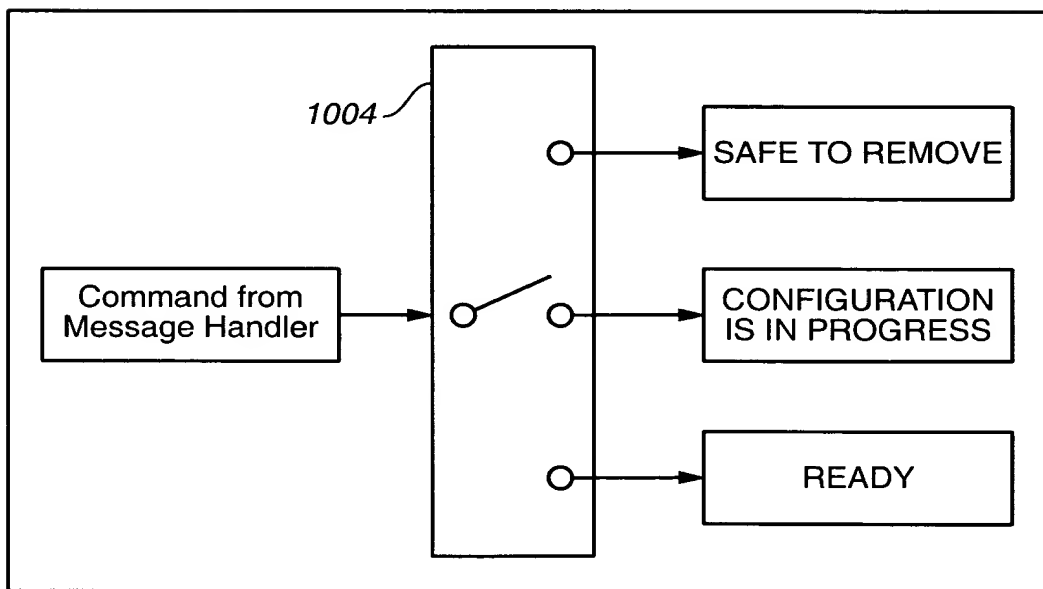 1004
SAFE TO REMOVE
Command from
Message Handler
CONFIGURATION
IS IN PROGRESS
READY